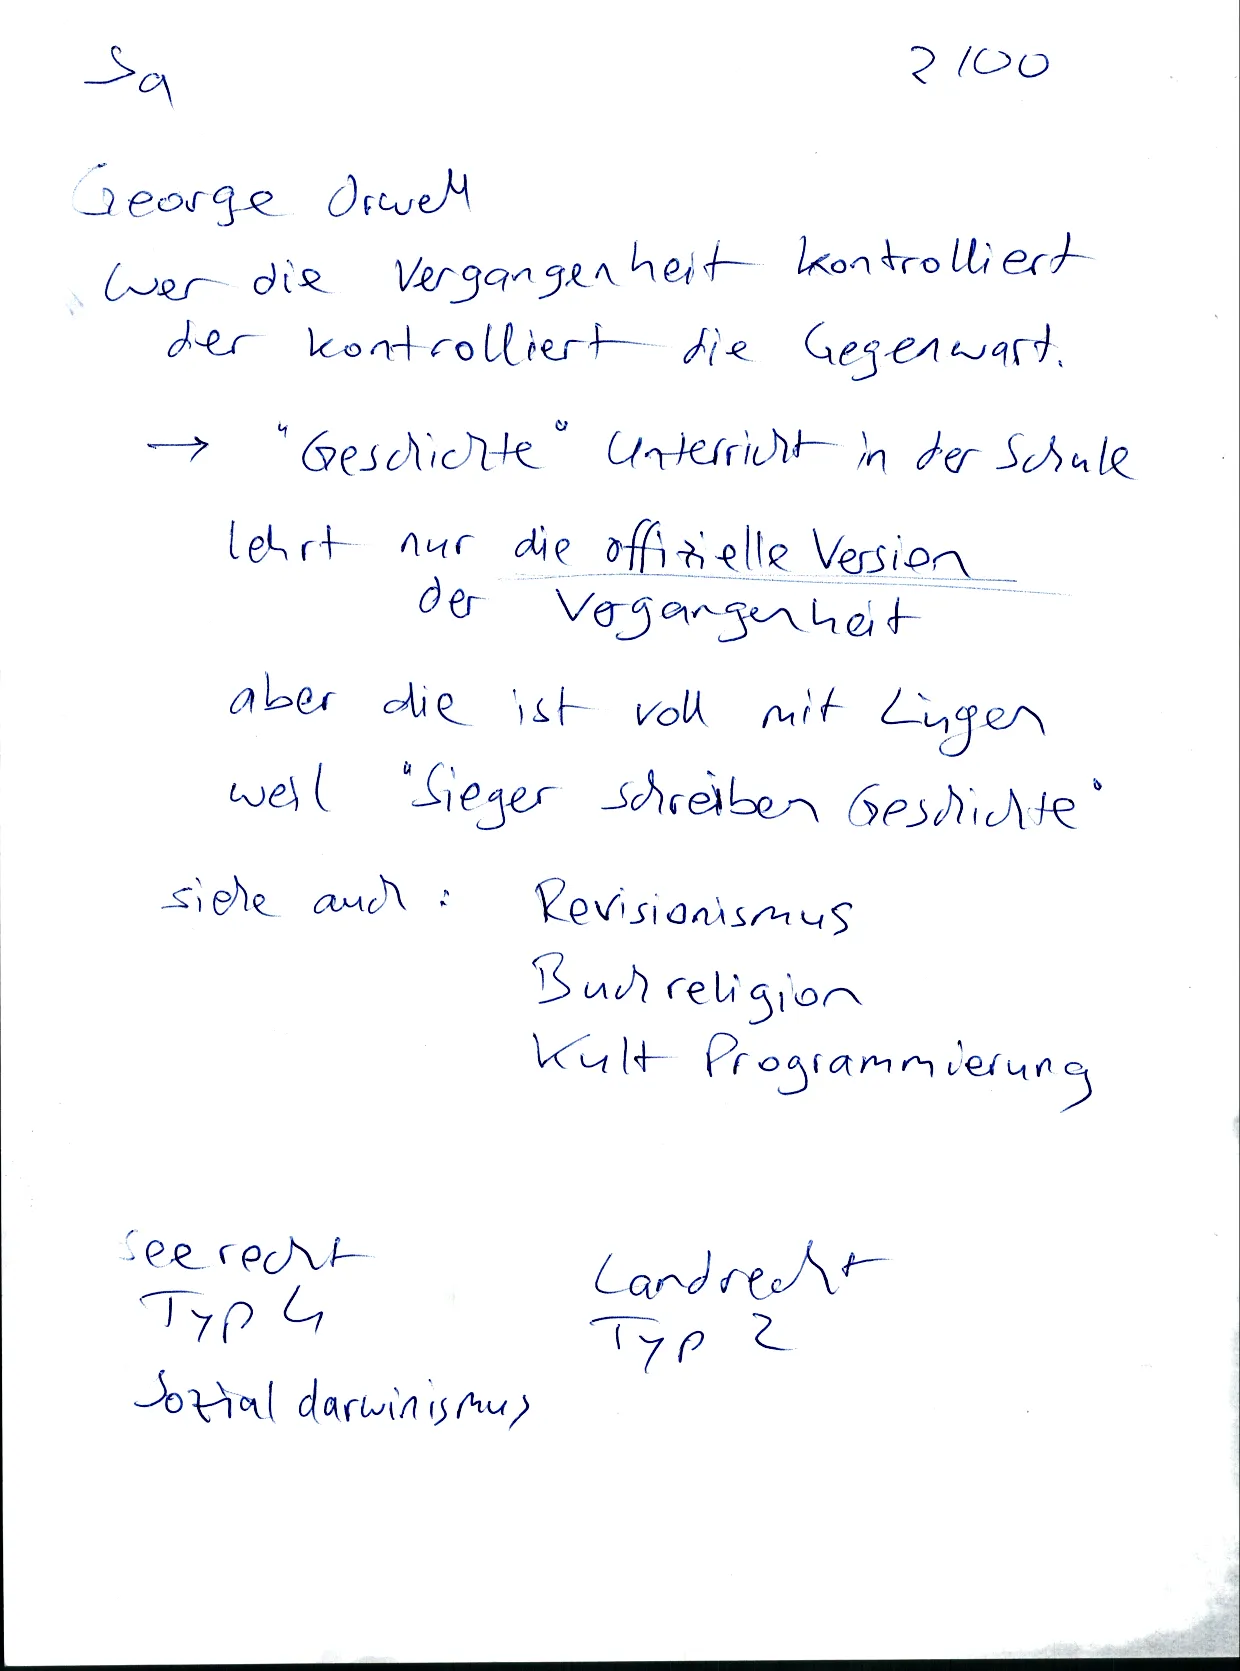 Sa 2100
George Orwell
wer die Vergangenheit kontrolliert
der kontrolliert die Gegenwart.
→ "Geschichte" Unterricht in der Schule
lehrt nur die offizielle Version
der Vergangenheit
aber die ist voll mit Lügen
weil "Sieger schreiben Geschichte"
siehe auch : Revisionismus
Buchreligion
Kult Programmierung
Seerecht Landrecht
Typ 4 Typ 2
Sozialdarwinismus